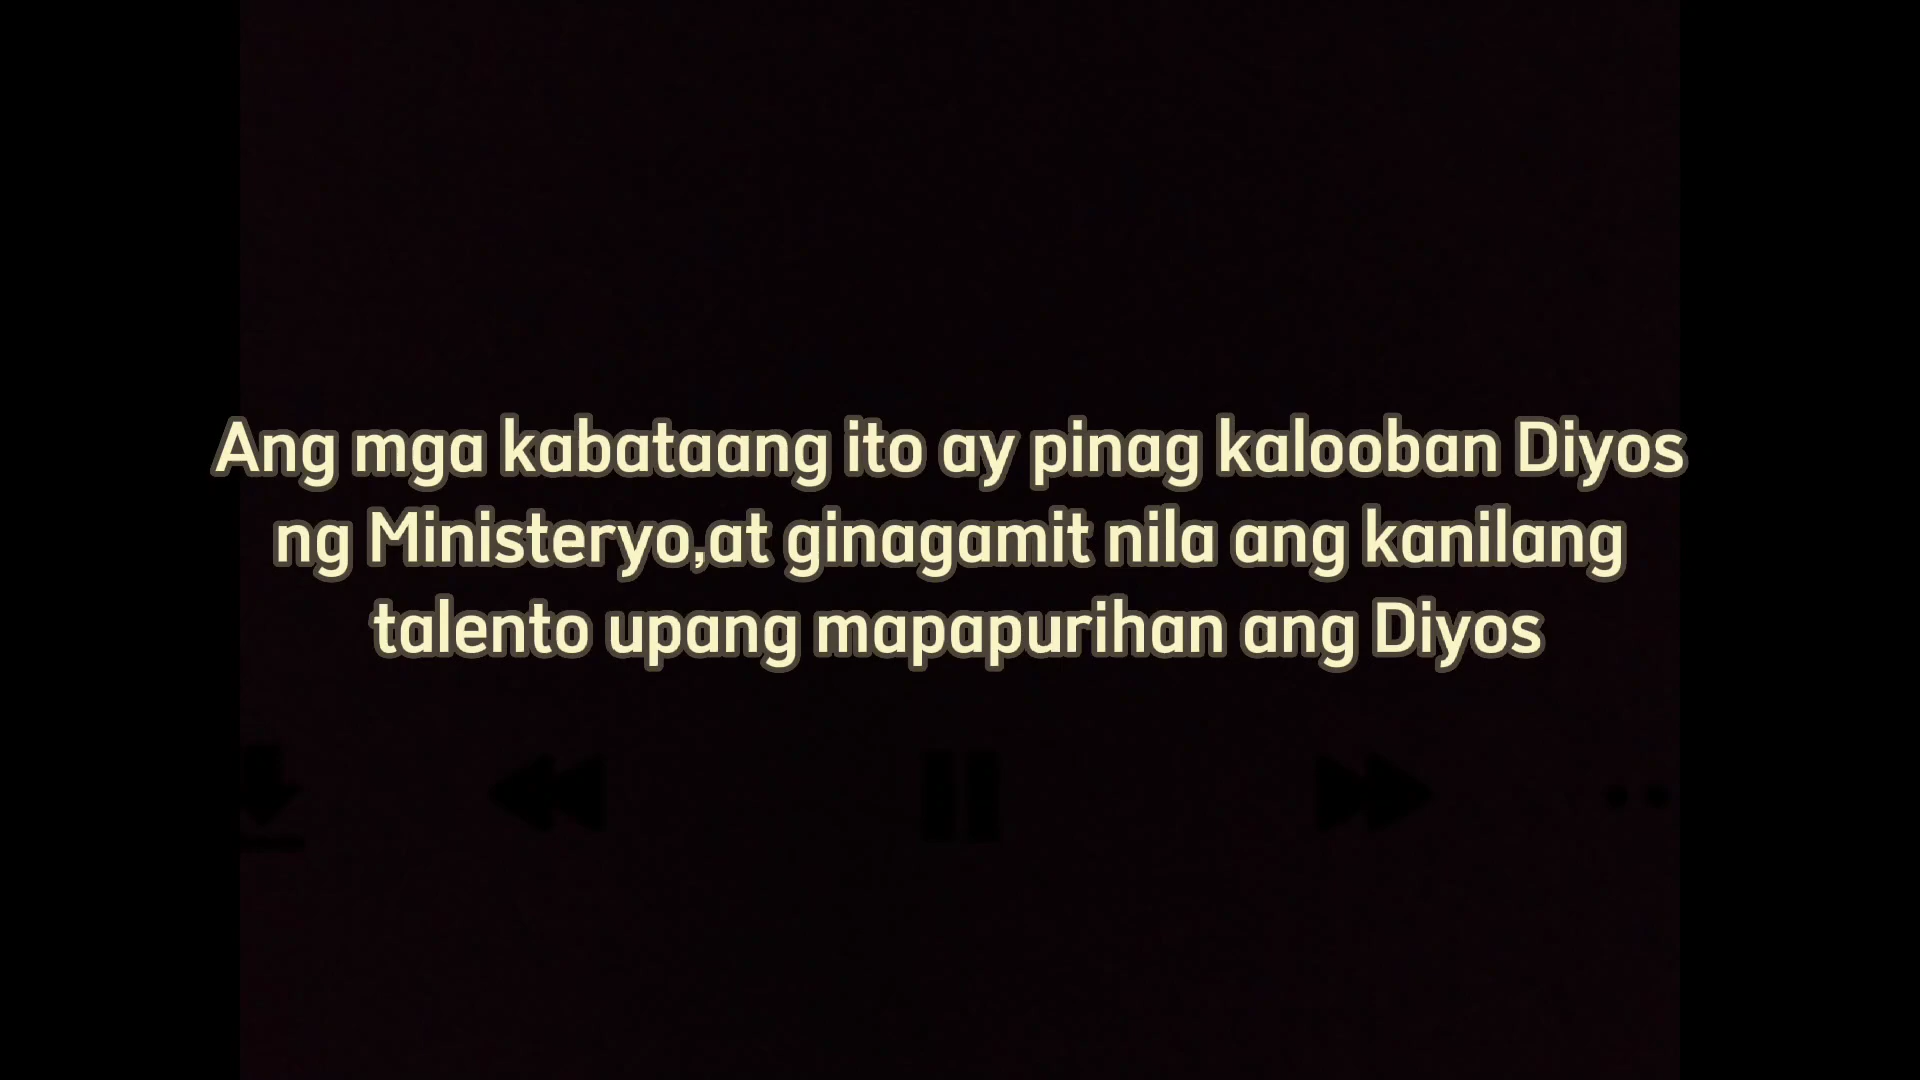 Ang mga kabataang ito ay pinag kalooban Diyos
ng Ministeryo,at ginagamit nila ang kanilang
talento upang mapapurihan ang Diyos